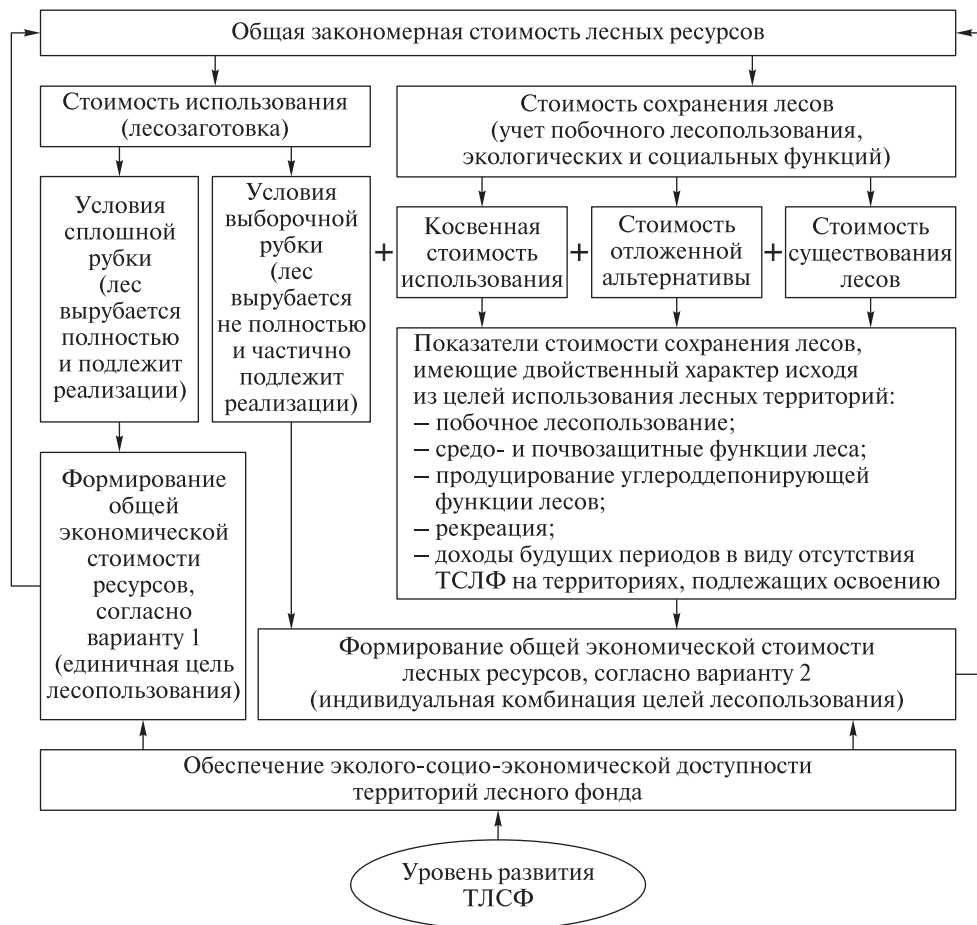 Общая закономерная стоимость лесных ресурсов
Стоимость использования
(лесозаготовка)
Стоимость сохранения лесов
(учет побочного лесопользования,
экологических и социальных функций)
Условия
сплошной
рубки
(лес
вырубается
полностью
и подлежит
реализации)
Условия
выборочной
рубки
(лес
вырубается
не полностью
и частично
подлежит
реализации)
+
Косвенная
стоимость
использования
+
Стоимость
отложенной
альтернативы
+
Стоимость
существования
лесов
Показатели стоимости сохранения лесов,
имеющие двойственный характер исходя
из целей использования лесных территорий:
– побочное лесопользование;
– средо- и почвозащитные функции леса;
– продуцирование углероддепонирующей
функции лесов;
– рекреация;
– доходы будущих периодов в виду отсутствия
ТСЛФ на территориях, подлежащих освоению
Формирование
общей
экономической
стоимости
ресурсов,
согласно
варианту 1
(единичная цель
лесопользования)
Формирование общей экономической стоимости
лесных ресурсов, согласно варианту 2
(индивидуальная комбинация целей лесопользования)
Обеспечение эколого-социо-экономической доступности
территорий лесного фонда
Уровень развития
ТЛСФ